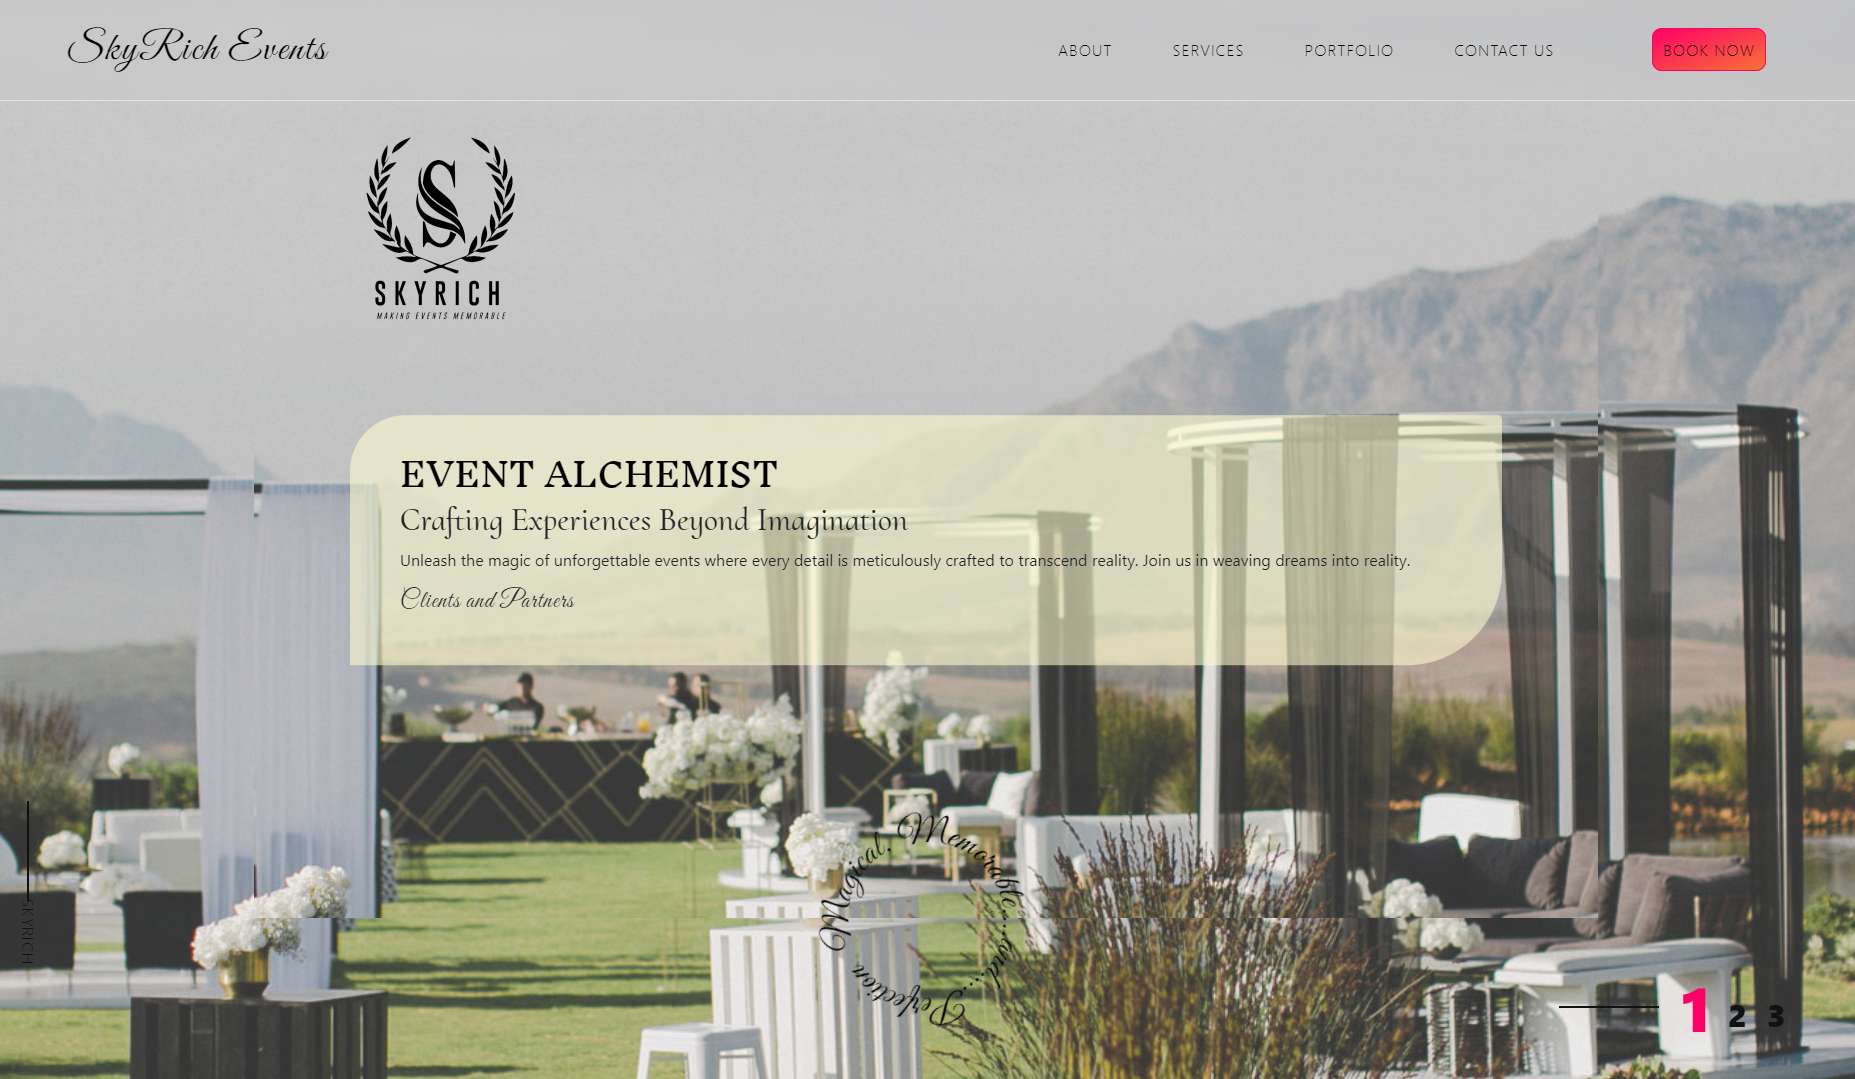 SkyRich Events
ABOUT
SERVICES
PORTFOLIO
CONTACT US
BOOK NOW
S
SKYRICH
MAKING EVENTS MEMORABLE
EVENT ALCHEMIST
Crafting Experiences Beyond Imagination
Unleash the magic of unforgettable events where every detail is meticulously crafted to transcend reality. Join us in weaving dreams into reality.
Clients and Partners
Magical, Memorable...and.... Perfection
SKYRICH
1 2 3